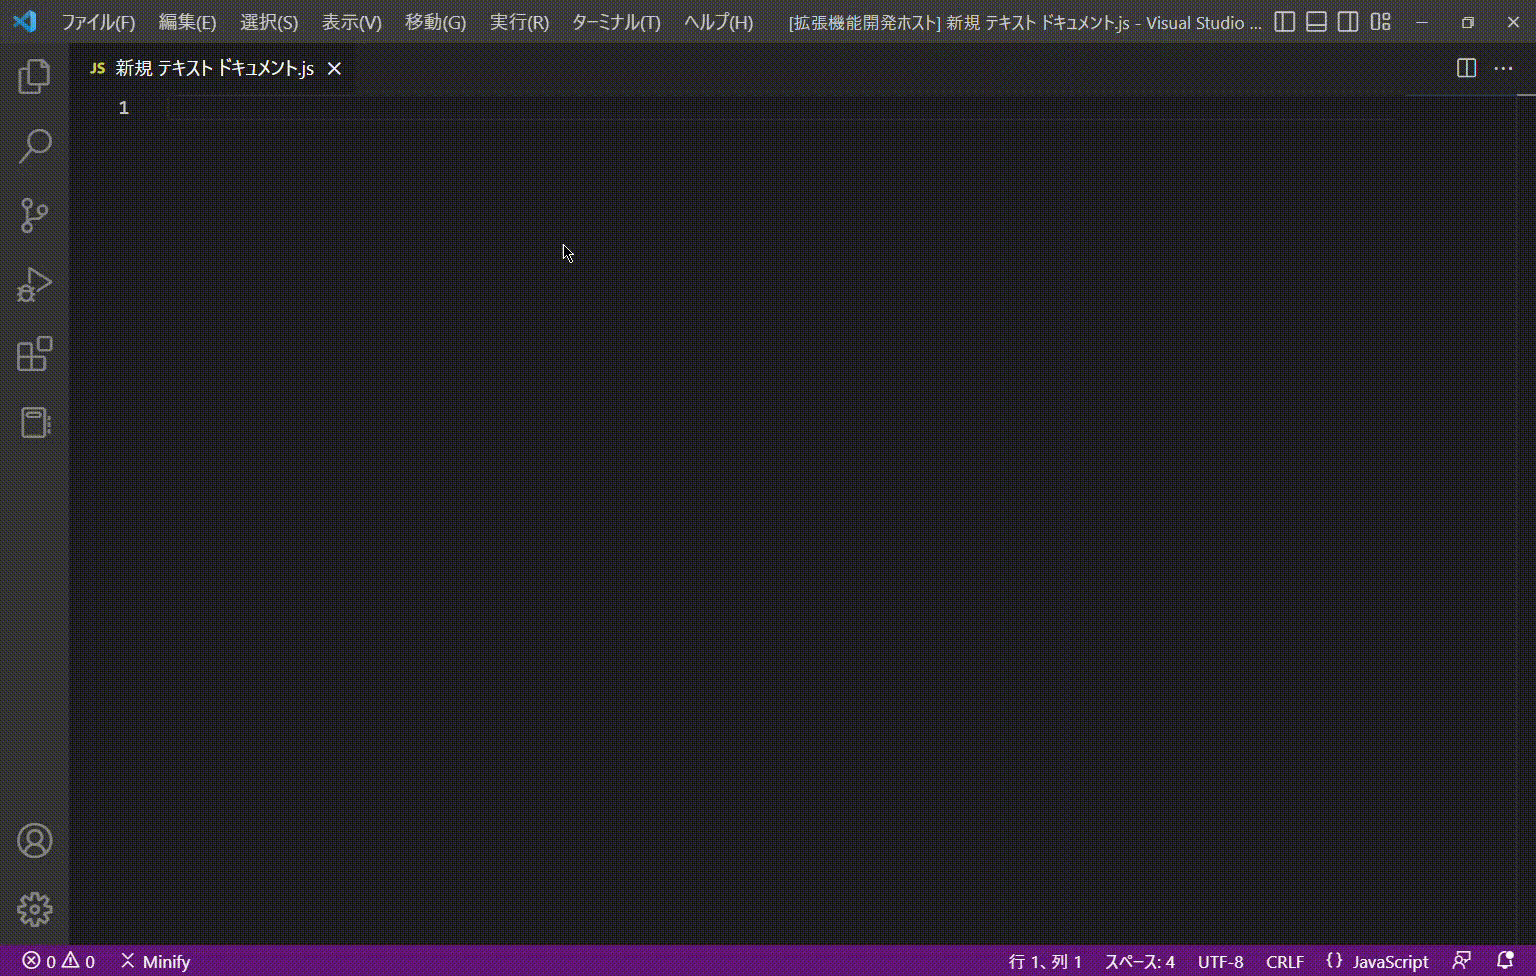 ファイル(F) 編集(E) 選択(S) 表示(V) 移動(G) 実行(R) ターミナル(T) ヘルプ(H) [拡張機能開発ホスト] 新規 テキスト ドキュメント.js - Visual Studio ...
JS 新規 テキスト ドキュメント.js
1
0 0 Minify 行 1、列 1 スペース: 4 UTF-8 CRLF {} JavaScript